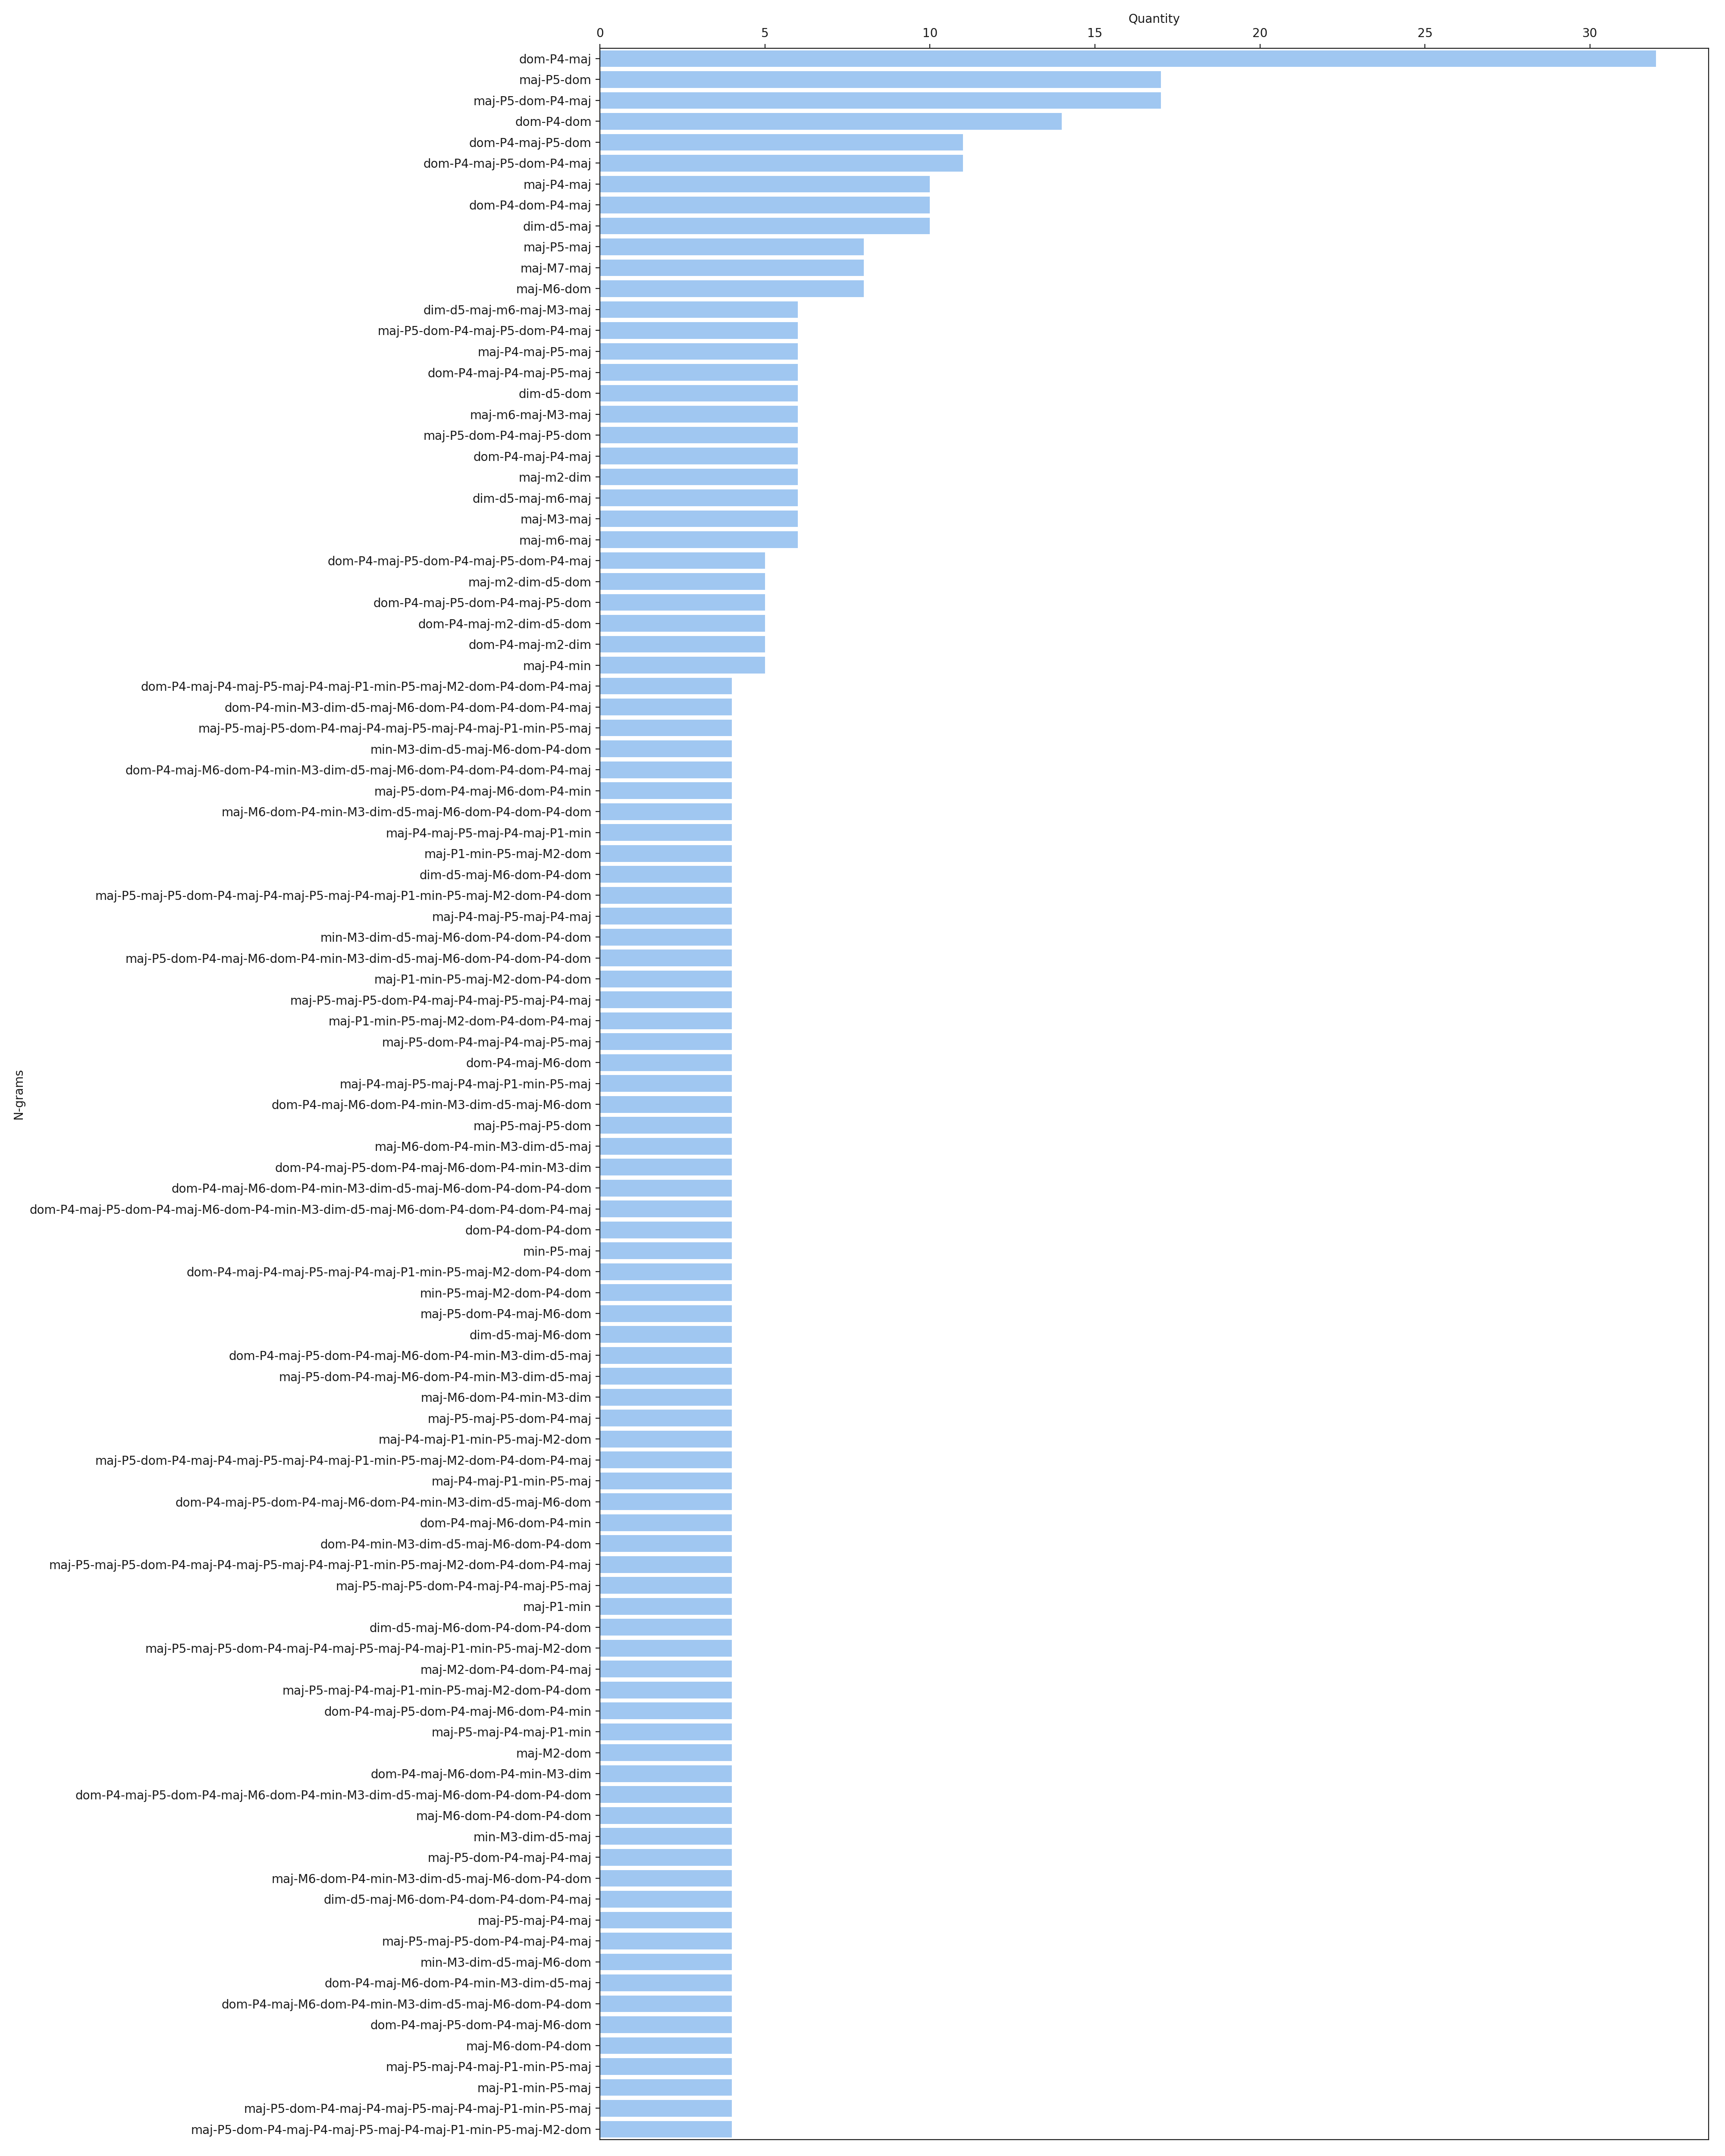 Quantity
0 5 10 15 20 25 30
dom-P4-maj
maj-P5-dom
maj-P5-dom-P4-maj
dom-P4-dom
dom-P4-maj-P5-dom
dom-P4-maj-P5-dom-P4-maj
maj-P4-maj
dom-P4-dom-P4-maj
dim-d5-maj
maj-P5-maj
maj-M7-maj
maj-M6-dom
dim-d5-maj-m6-maj-M3-maj
maj-P5-dom-P4-maj-P5-dom-P4-maj
maj-P4-maj-P5-maj
dom-P4-maj-P4-maj-P5-maj
dim-d5-dom
maj-m6-maj-M3-maj
maj-P5-dom-P4-maj-P5-dom
dom-P4-maj-P4-maj
maj-m2-dim
dim-d5-maj-m6-maj
maj-M3-maj
maj-m6-maj
dom-P4-maj-P5-dom-P4-maj-P5-dom-P4-maj
maj-m2-dim-d5-dom
dom-P4-maj-P5-dom-P4-maj-P5-dom
dom-P4-maj-m2-dim-d5-dom
dom-P4-maj-m2-dim
maj-P4-min
dom-P4-maj-P4-maj-P5-maj-P4-maj-P1-min-P5-maj-M2-dom-P4-dom-P4-maj
dom-P4-min-M3-dim-d5-maj-M6-dom-P4-dom-P4-dom-P4-maj
maj-P5-maj-P5-dom-P4-maj-P4-maj-P5-maj-P4-maj-P1-min-P5-maj
min-M3-dim-d5-maj-M6-dom-P4-dom
dom-P4-maj-M6-dom-P4-min-M3-dim-d5-maj-M6-dom-P4-dom-P4-dom-P4-maj
maj-P5-dom-P4-maj-M6-dom-P4-min
maj-M6-dom-P4-min-M3-dim-d5-maj-M6-dom-P4-dom-P4-dom
maj-P4-maj-P5-maj-P4-maj-P1-min
maj-P1-min-P5-maj-M2-dom
dim-d5-maj-M6-dom-P4-dom
maj-P5-maj-P5-dom-P4-maj-P4-maj-P5-maj-P4-maj-P1-min-P5-maj-M2-dom-P4-dom
maj-P4-maj-P5-maj-P4-maj
min-M3-dim-d5-maj-M6-dom-P4-dom-P4-dom
maj-P5-dom-P4-maj-M6-dom-P4-min-M3-dim-d5-maj-M6-dom-P4-dom-P4-dom
maj-P1-min-P5-maj-M2-dom-P4-dom
maj-P5-maj-P5-dom-P4-maj-P4-maj-P5-maj-P4-maj
maj-P1-min-P5-maj-M2-dom-P4-dom-P4-maj
maj-P5-dom-P4-maj-P4-maj-P5-maj
dom-P4-maj-M6-dom
maj-P4-maj-P5-maj-P4-maj-P1-min-P5-maj
dom-P4-maj-M6-dom-P4-min-M3-dim-d5-maj-M6-dom
maj-P5-maj-P5-dom
maj-M6-dom-P4-min-M3-dim-d5-maj
dom-P4-maj-P5-dom-P4-maj-M6-dom-P4-min-M3-dim
dom-P4-maj-M6-dom-P4-min-M3-dim-d5-maj-M6-dom-P4-dom-P4-dom
dom-P4-maj-P5-dom-P4-maj-M6-dom-P4-min-M3-dim-d5-maj-M6-dom-P4-dom-P4-dom-P4-maj
dom-P4-dom-P4-dom
min-P5-maj
dom-P4-maj-P4-maj-P5-maj-P4-maj-P1-min-P5-maj-M2-dom-P4-dom
min-P5-maj-M2-dom-P4-dom
maj-P5-dom-P4-maj-M6-dom
dim-d5-maj-M6-dom
dom-P4-maj-P5-dom-P4-maj-M6-dom-P4-min-M3-dim-d5-maj
maj-P5-dom-P4-maj-M6-dom-P4-min-M3-dim-d5-maj
maj-M6-dom-P4-min-M3-dim
maj-P5-maj-P5-dom-P4-maj
maj-P4-maj-P1-min-P5-maj-M2-dom
maj-P5-dom-P4-maj-P4-maj-P5-maj-P4-maj-P1-min-P5-maj-M2-dom-P4-dom-P4-maj
maj-P4-maj-P1-min-P5-maj
dom-P4-maj-P5-dom-P4-maj-M6-dom-P4-min-M3-dim-d5-maj-M6-dom
dom-P4-maj-M6-dom-P4-min
dom-P4-min-M3-dim-d5-maj-M6-dom-P4-dom
maj-P5-maj-P5-dom-P4-maj-P4-maj-P5-maj-P4-maj-P1-min-P5-maj-M2-dom-P4-dom-P4-maj
maj-P5-maj-P5-dom-P4-maj-P4-maj-P5-maj
maj-P1-min
dim-d5-maj-M6-dom-P4-dom-P4-dom
maj-P5-maj-P5-dom-P4-maj-P4-maj-P5-maj-P4-maj-P1-min-P5-maj-M2-dom
maj-M2-dom-P4-dom-P4-maj
maj-P5-maj-P4-maj-P1-min-P5-maj-M2-dom-P4-dom
dom-P4-maj-P5-dom-P4-maj-M6-dom-P4-min
maj-P5-maj-P4-maj-P1-min
maj-M2-dom
dom-P4-maj-M6-dom-P4-min-M3-dim
dom-P4-maj-P5-dom-P4-maj-M6-dom-P4-min-M3-dim-d5-maj-M6-dom-P4-dom-P4-dom
maj-M6-dom-P4-dom-P4-dom
min-M3-dim-d5-maj
maj-P5-dom-P4-maj-P4-maj
maj-M6-dom-P4-min-M3-dim-d5-maj-M6-dom-P4-dom
dim-d5-maj-M6-dom-P4-dom-P4-dom-P4-maj
maj-P5-maj-P4-maj
maj-P5-maj-P5-dom-P4-maj-P4-maj
min-M3-dim-d5-maj-M6-dom
dom-P4-maj-M6-dom-P4-min-M3-dim-d5-maj
dom-P4-maj-M6-dom-P4-min-M3-dim-d5-maj-M6-dom-P4-dom
dom-P4-maj-P5-dom-P4-maj-M6-dom
maj-M6-dom-P4-dom
maj-P5-maj-P4-maj-P1-min-P5-maj
maj-P1-min-P5-maj
maj-P5-dom-P4-maj-P4-maj-P5-maj-P4-maj-P1-min-P5-maj
maj-P5-dom-P4-maj-P4-maj-P5-maj-P4-maj-P1-min-P5-maj-M2-dom
N-grams